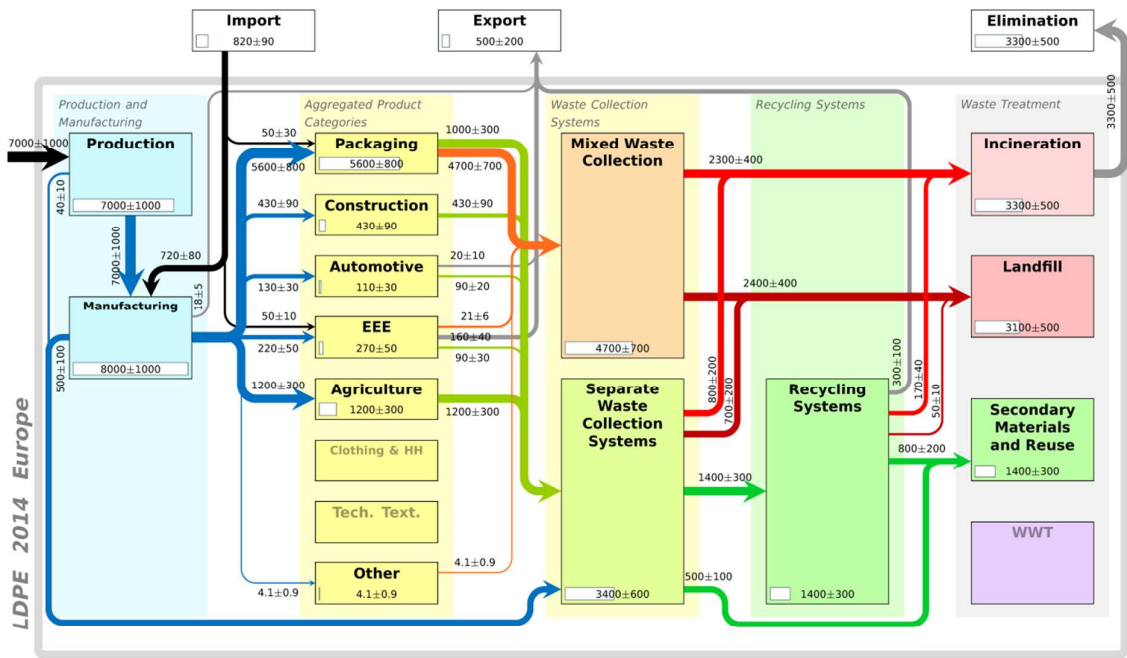 Import
820±90
Export
500±200
Elimination
3300±500
Production and
Manufacturing
Aggregated Product
Categories
Waste Collection
Systems
Recycling Systems
Waste Treatment
7000±1000
Production
7000±1000
40±10
7000±1000
720±80
Manufacturing
8000±1000
18±5
500±100
50±30
5600±800
Packaging
5600±800
1000±300
4700±700
Construction
430±90
430±90
Automotive
110±30
130±30
20±10
90±20
50±10
220±50
EEE
270±50
21±6
160±40
90±30
1200±300
Agriculture
1200±300
1200±300
Clothing & HH
Tech. Text.
Other
4.1±0.9
4.1±0.9
4.1±0.9
Mixed Waste
Collection
4700±700
Separate
Waste
Collection
Systems
3400±600
2300±400
2400±400
800±200
700±200
1400±300
500±100
Recycling
Systems
1400±300
300±100
170±40
50±10
800±200
3300±500
Incineration
3300±500
Landfill
3100±500
Secondary
Materials
and Reuse
1400±300
WWT
LDPE 2014 Europe